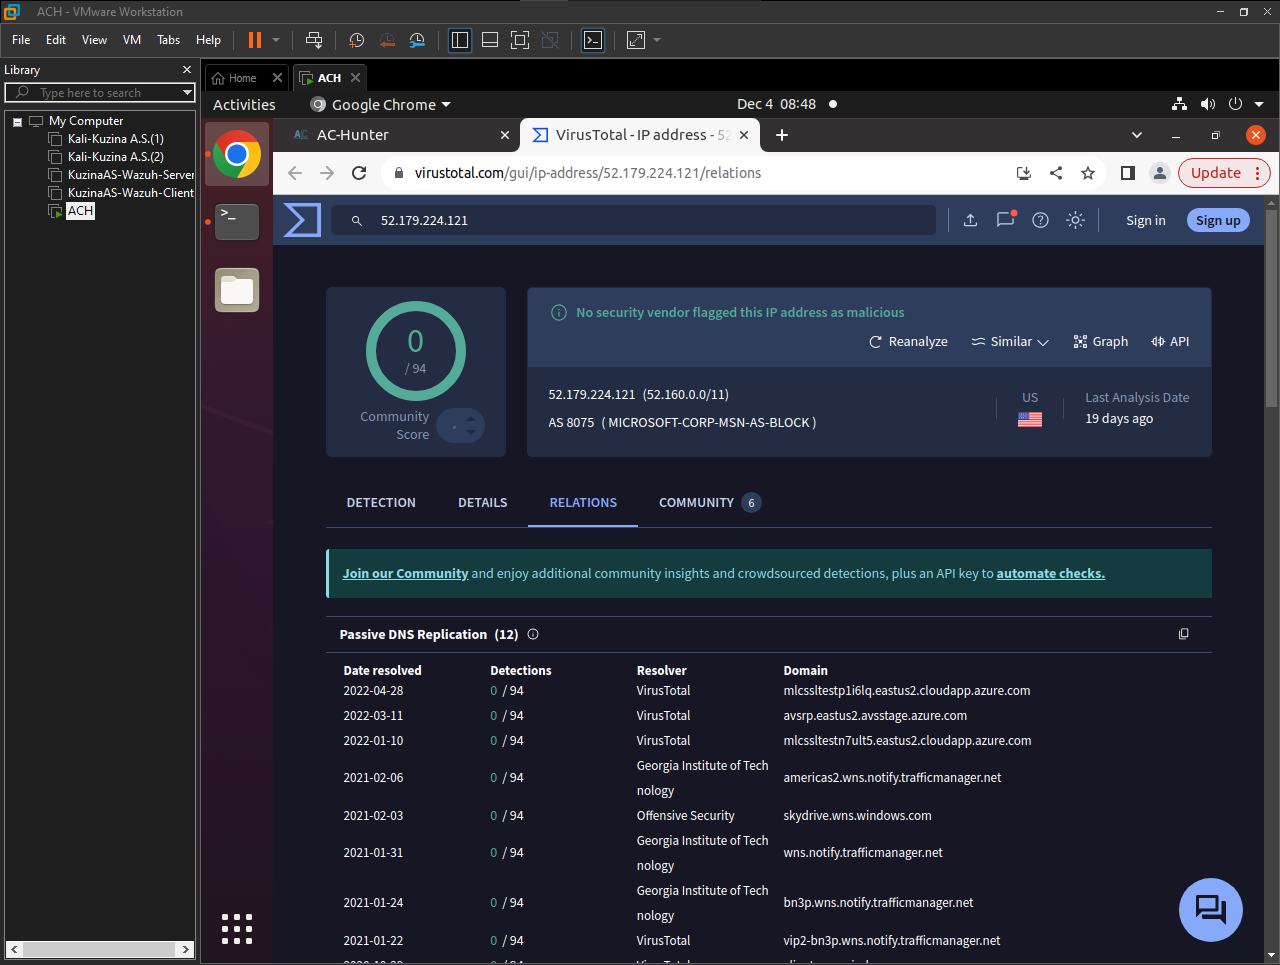 ACH - VMware Workstation
File Edit View VM Tabs Help
Library
Type here to search
My Computer
Kali-Kuzina A.S.(1)
Kali-Kuzina A.S.(2)
KuzinaAS-Wazuh-Server
KuzinaAS-Wazuh-Client
ACH
Home
ACH
Activities
Google Chrome
Dec 4 08:48
AC-Hunter
VirusTotal - IP address - 52
virustotal.com/gui/ip-address/52.179.224.121/relations
Update
52.179.224.121
Sign in
Sign up
0
/ 94
Community
Score
No security vendor flagged this IP address as malicious
Reanalyze
Similar
Graph
API
52.179.224.121 (52.160.0.0/11)
AS 8075 ( MICROSOFT-CORP-MSN-AS-BLOCK )
US
Last Analysis Date
19 days ago
DETECTION
DETAILS
RELATIONS
COMMUNITY 6
Join our Community and enjoy additional community insights and crowdsourced detections, plus an API key to automate checks.
Passive DNS Replication (12)
Date resolved Detections Resolver Domain
2022-04-28 0 / 94 VirusTotal mlcssltestp1i6lq.eastus2.cloudapp.azure.com
2022-03-11 0 / 94 VirusTotal avsrp.eastus2.avsstage.azure.com
2022-01-10 0 / 94 VirusTotal mlcssltestn7ult5.eastus2.cloudapp.azure.com
2021-02-06 0 / 94 Georgia Institute of Tech
nology americas2.wns.notify.trafficmanager.net
2021-02-03 0 / 94 Offensive Security skydrive.wns.windows.com
2021-01-31 0 / 94 Georgia Institute of Tech
nology wns.notify.trafficmanager.net
2021-01-24 0 / 94 Georgia Institute of Tech
nology bn3p.wns.notify.trafficmanager.net
2021-01-22 0 / 94 VirusTotal vip2-bn3p.wns.notify.trafficmanager.net